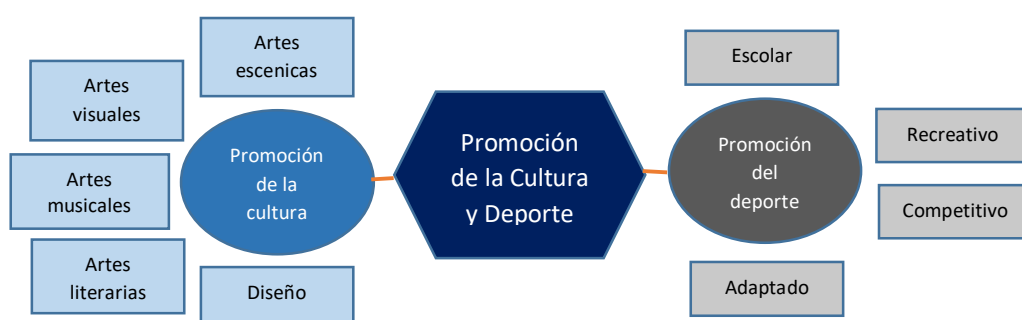 Artes
escenicas
Artes
visuales
Artes
musicales
Artes
literarias
Diseño
Promoción
de la
cultura
Promoción
de la Cultura
y Deporte
Escolar
Promoción
del
deporte
Recreativo
Competitivo
Adaptado